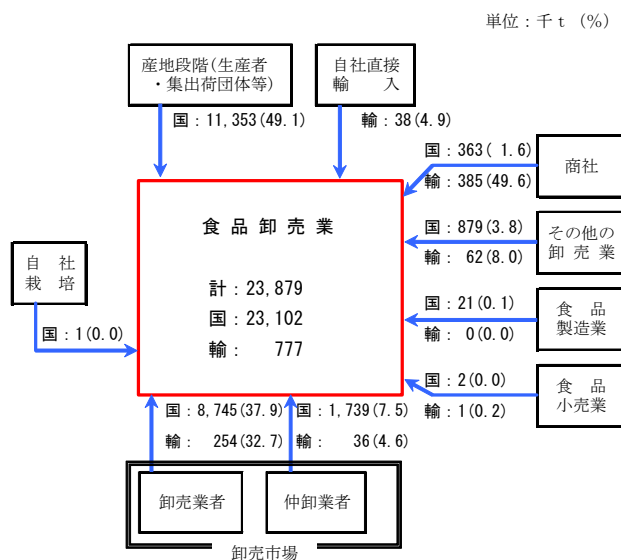 単位：千ｔ（%）
産地段階(生産者
・集出荷団体等)
自社直接
輸　入
国：11,353(49.1)
輸：38(4.9)
国：363( 1.6)
輸：385(49.6)
商社
食 品 卸 売 業
計：23,879
国：23,102
輸：　777
国：879(3.8)
輸： 62(8.0)
その他の
卸 売 業
自　社
栽　培
国：1(0.0)
国：21(0.1)
輸： 0(0.0)
食　品
製造業
国：2(0.0)
輸：1(0.2)
食　品
小売業
国：8,745(37.9)
国：1,739(7.5)
輸： 254(32.7)
輸：　36(4.6)
卸売業者
仲卸業者
卸売市場